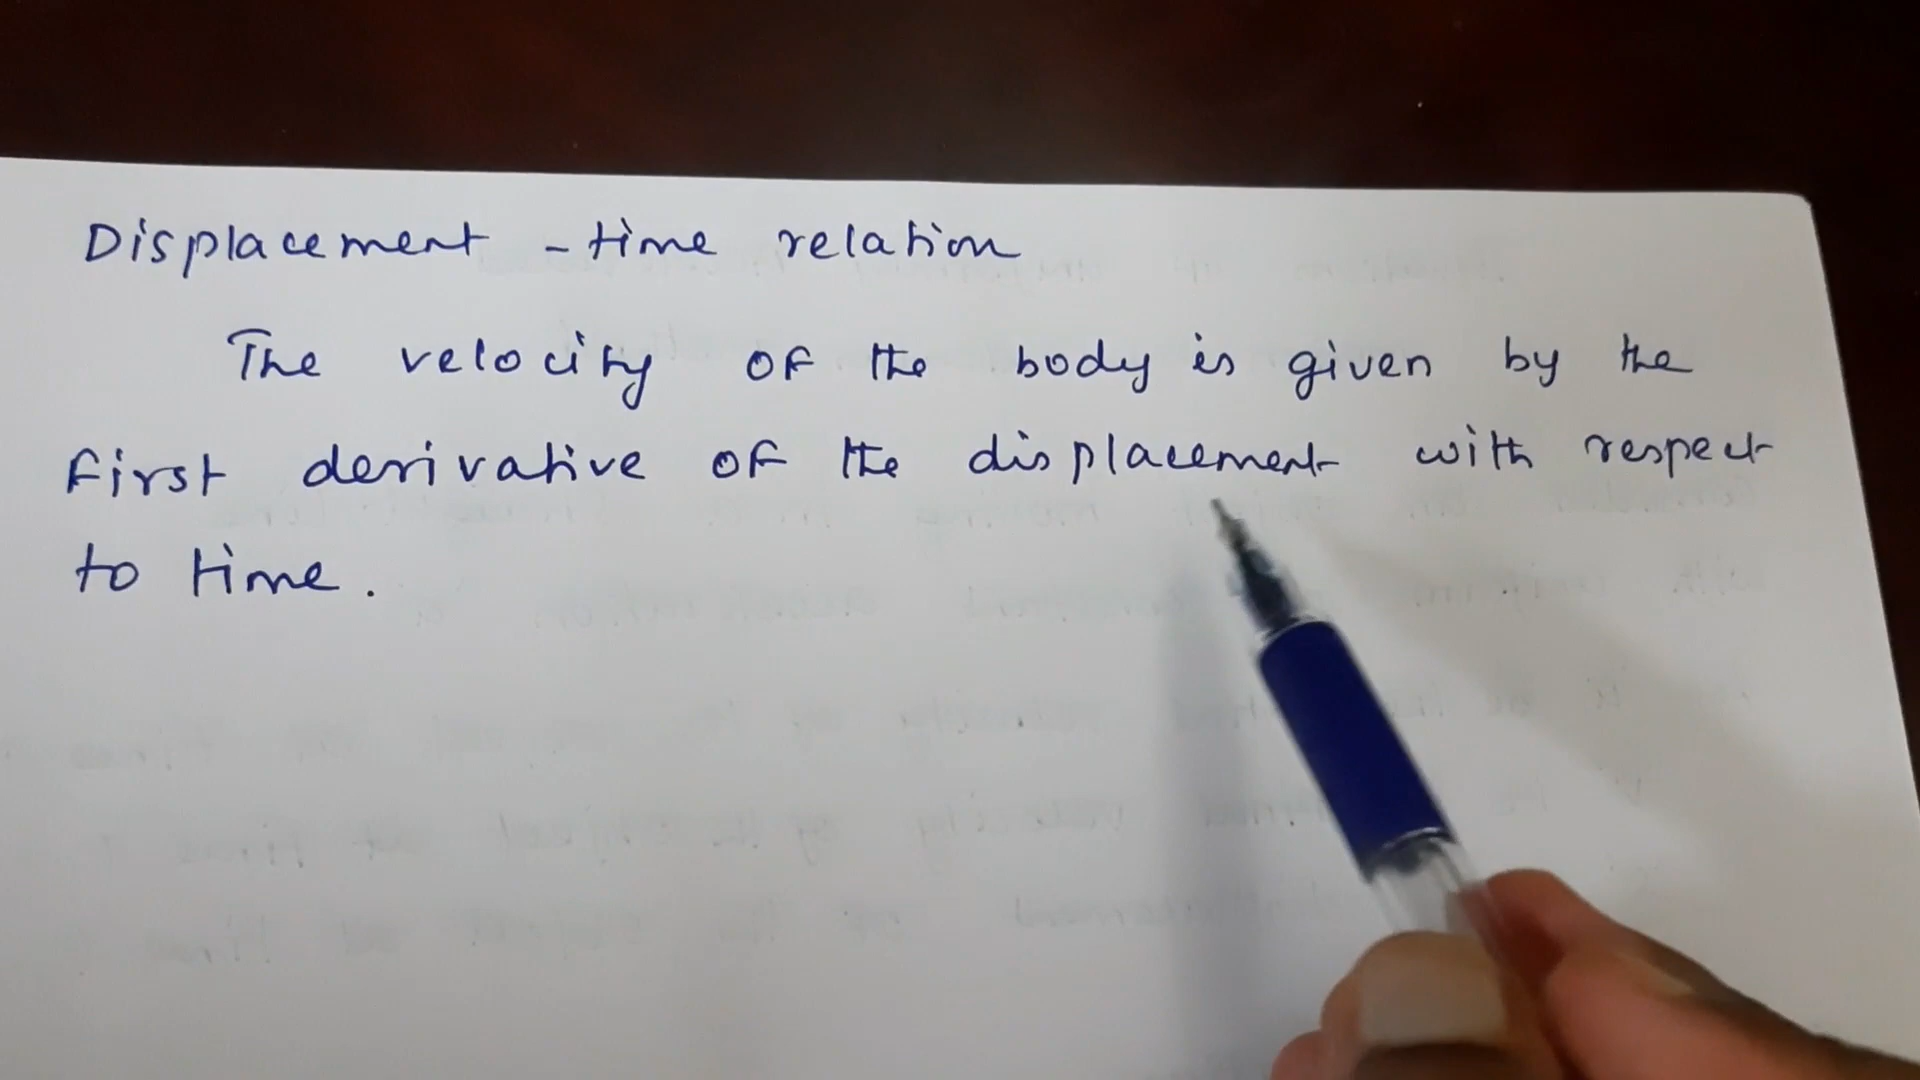 Displacement - time relation
The velocity of the body is given by the
first derivative of the displacement with respect
to time.